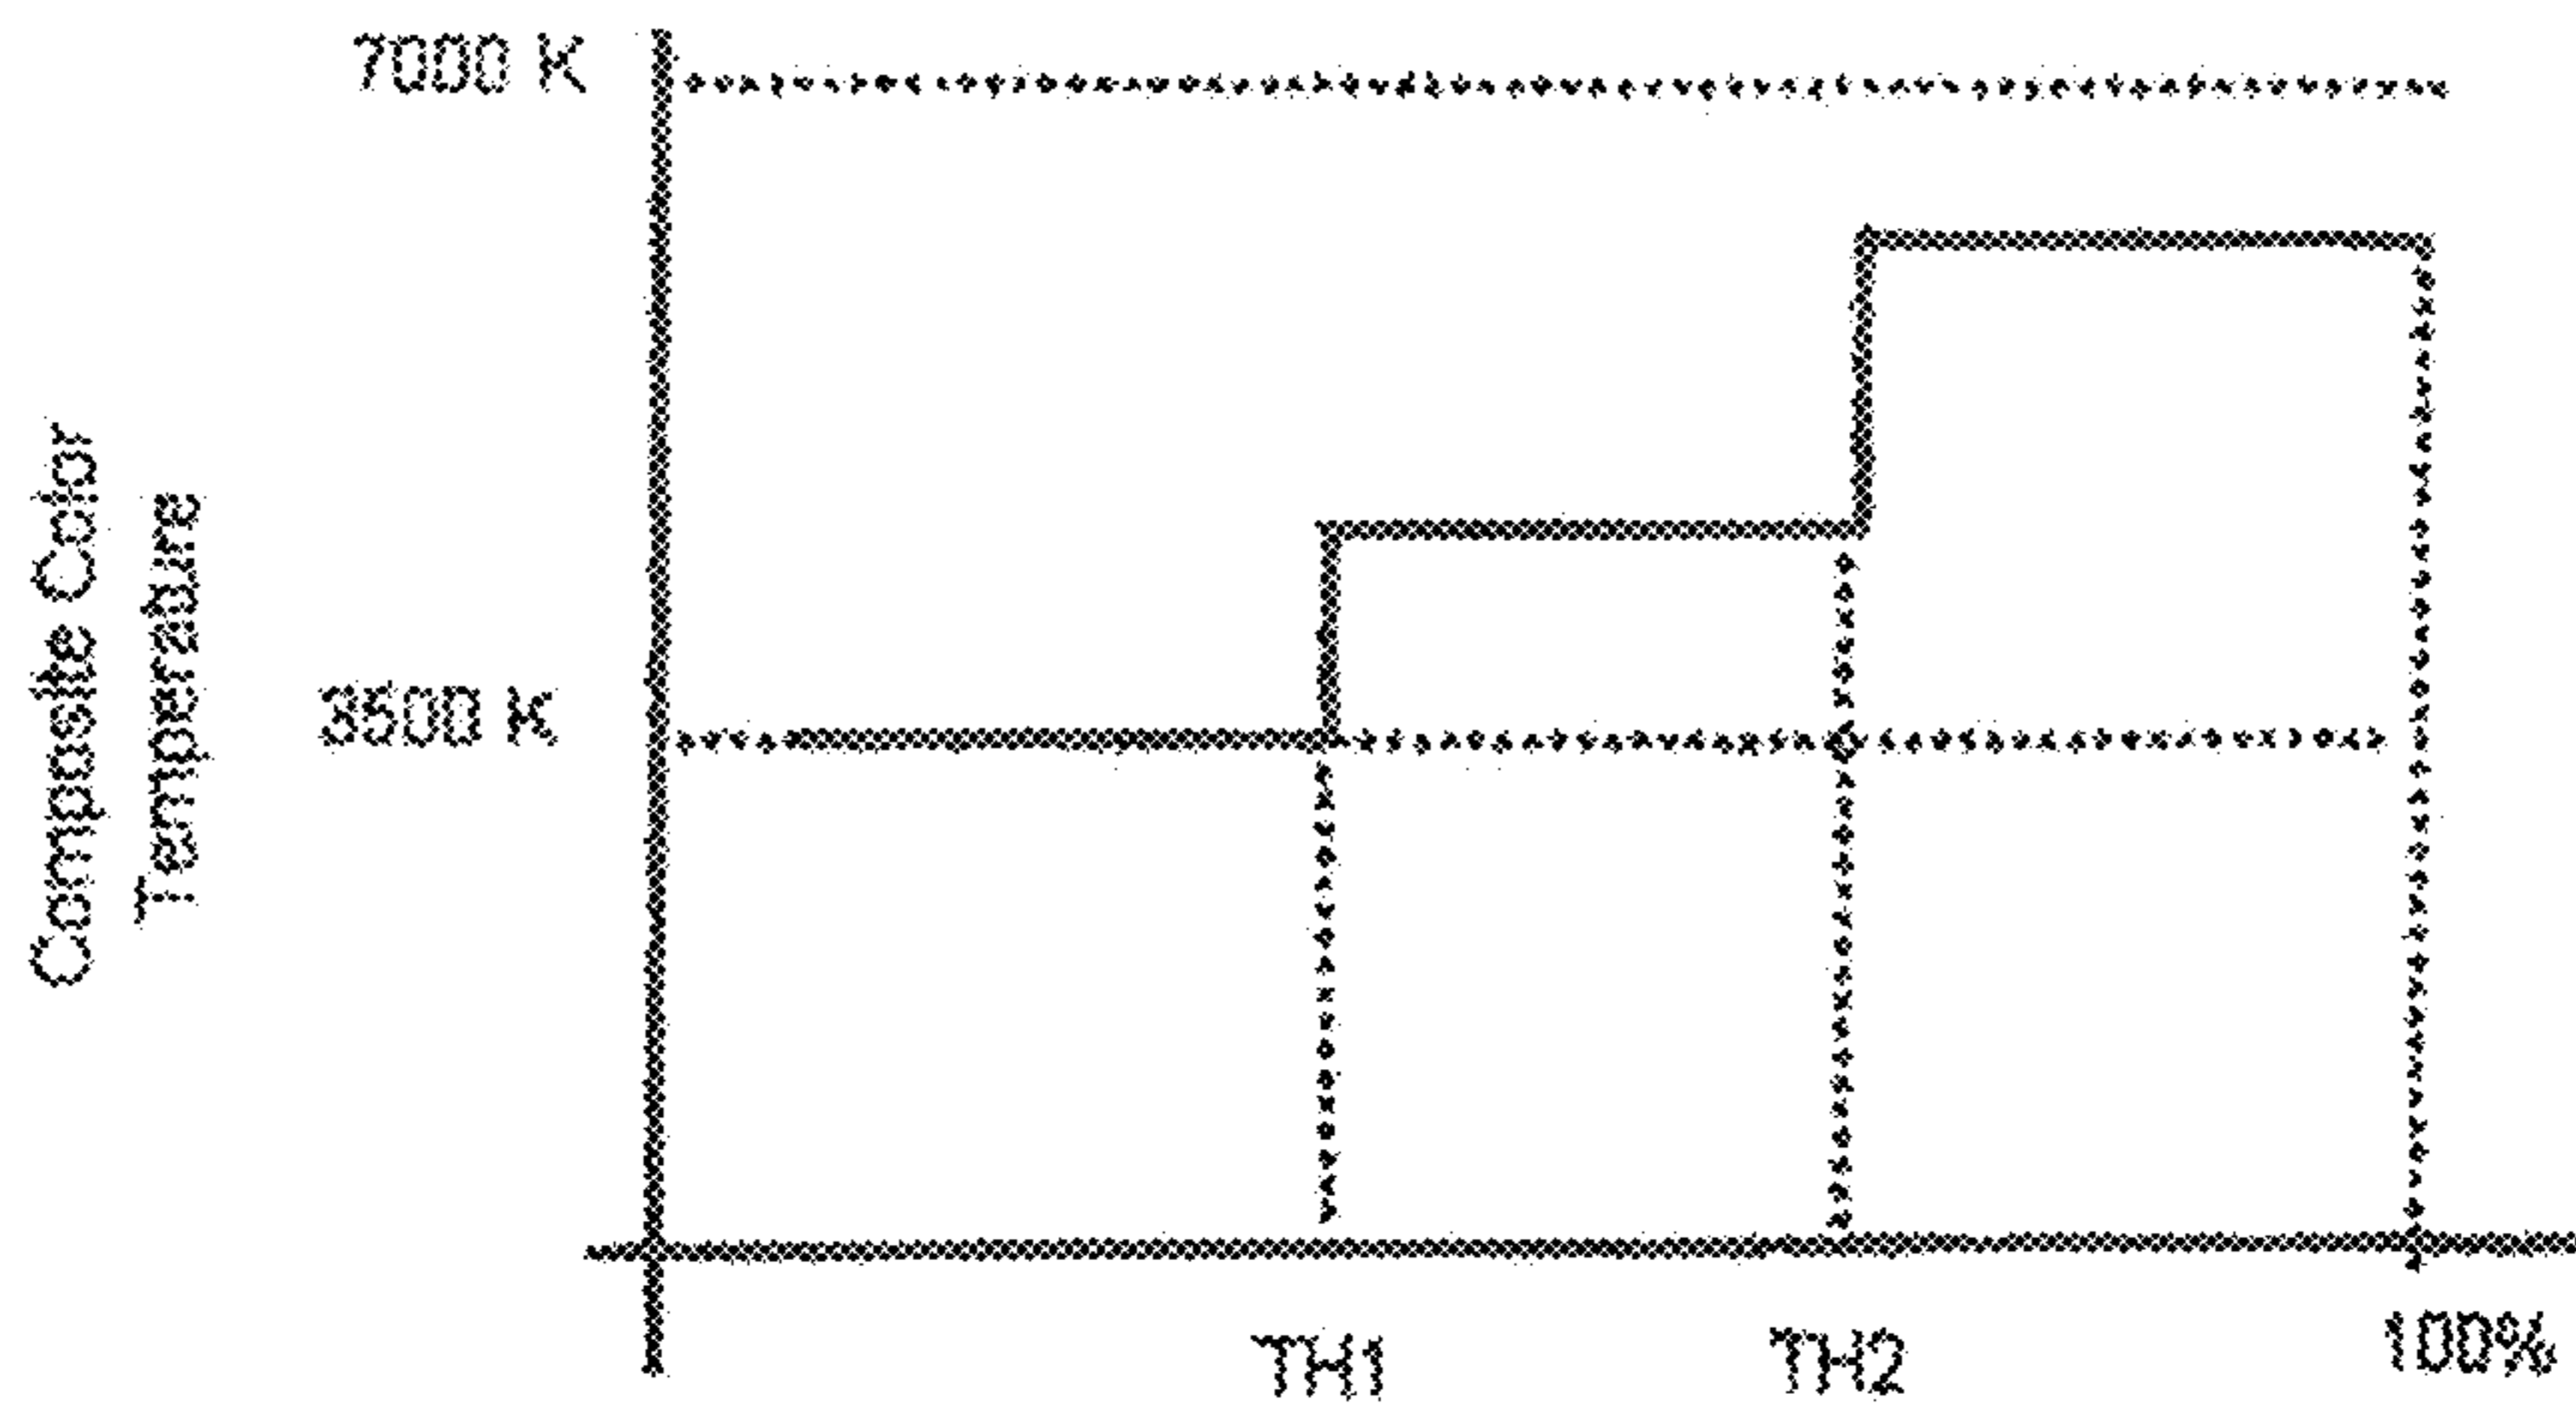 7000 K
Composite Color
Temperature
3500 K
TH1
TH2
100%